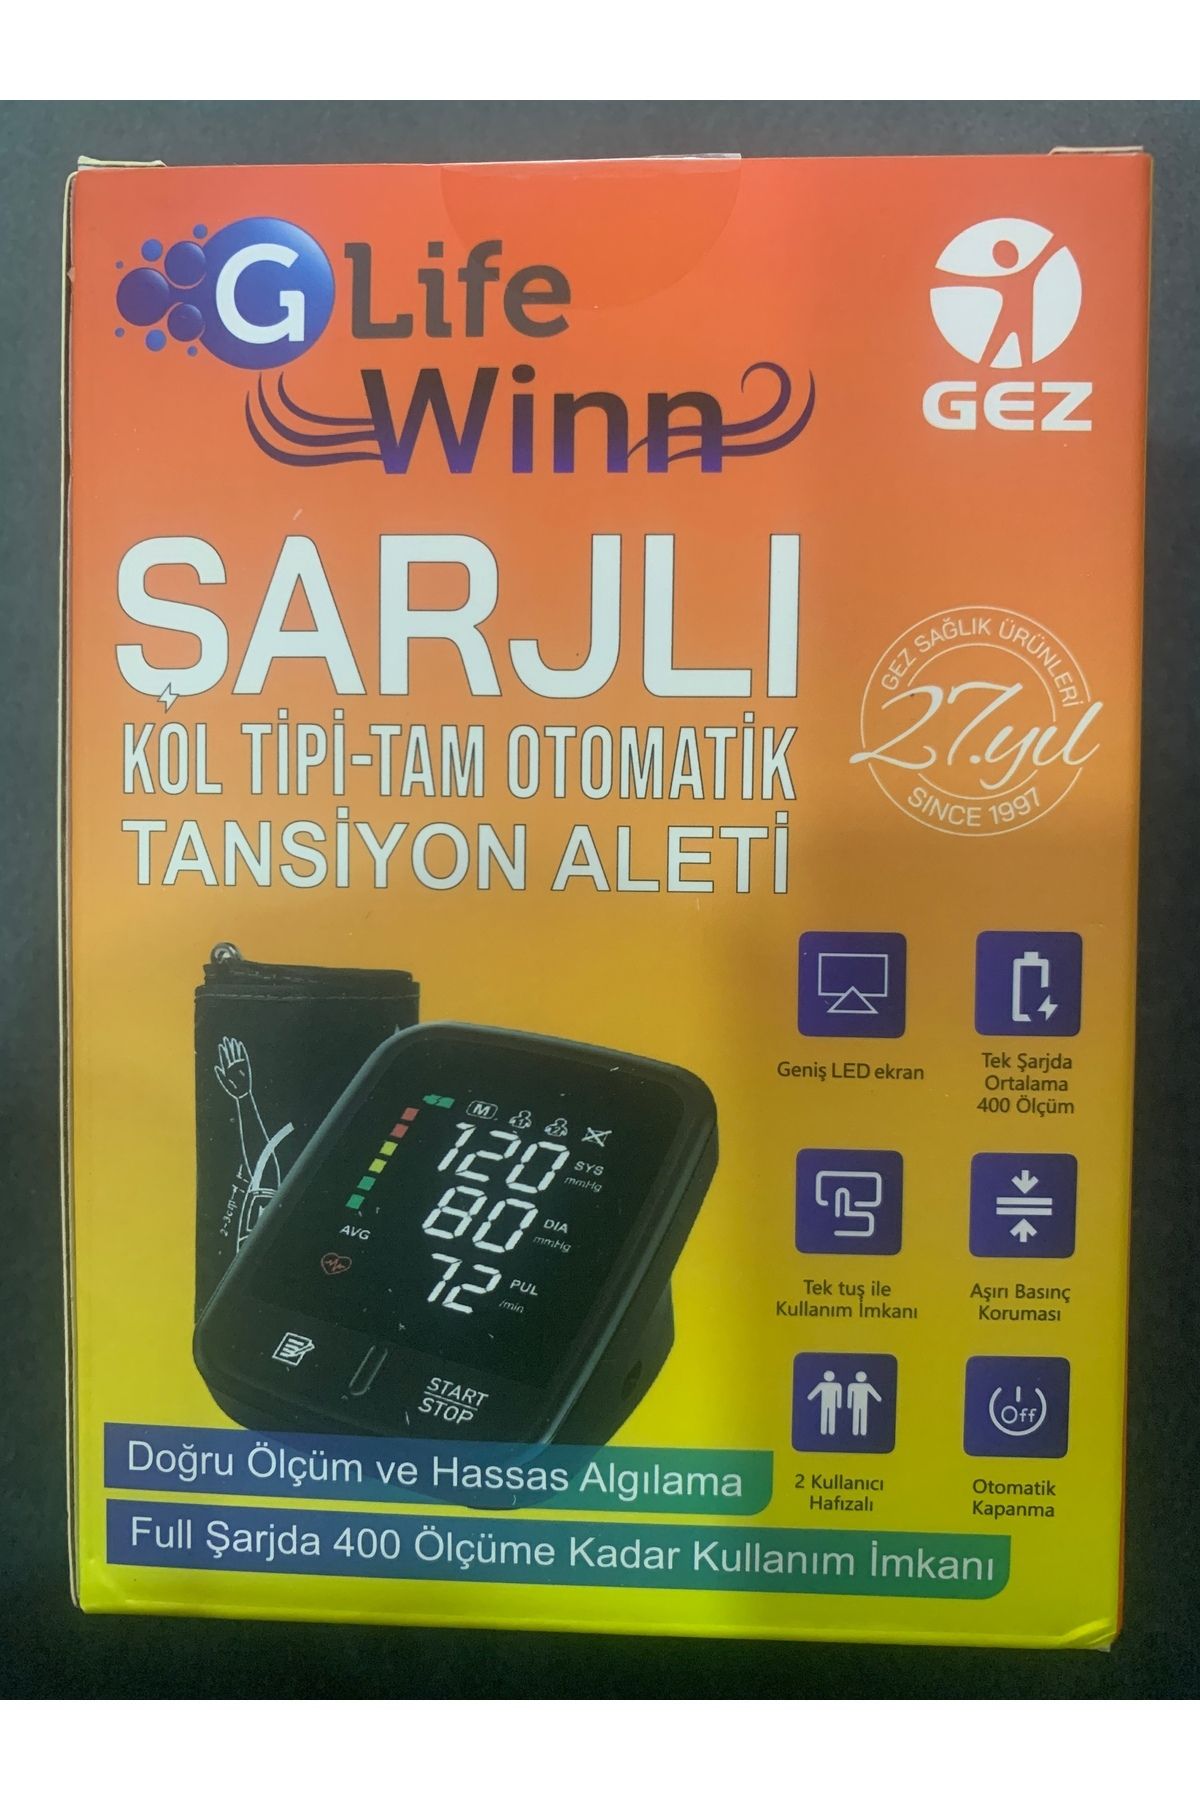 G Life
Winn
GEZ
ŞARJLI
KOL TİPİ-TAM OTOMATİK
TANSİYON ALETİ
GEZ SAĞLIK ÜRÜNLERİ
27.yıl
SINCE 1997
Geniş LED ekran
Tek Şarjda
Ortalama
400 Ölçüm
Tek tuş ile
Kullanım İmkanı
Aşırı Basınç
Koruması
2 Kullanıcı
Hafızalı
Off
Otomatik
Kapanma
2-3cm
M
120 SYS
mmHg
80 DIA
mmHg
AVG
72 PUL
/min
START
STOP
Doğru Ölçüm ve Hassas Algılama
Full Şarjda 400 Ölçüme Kadar Kullanım İmkanı